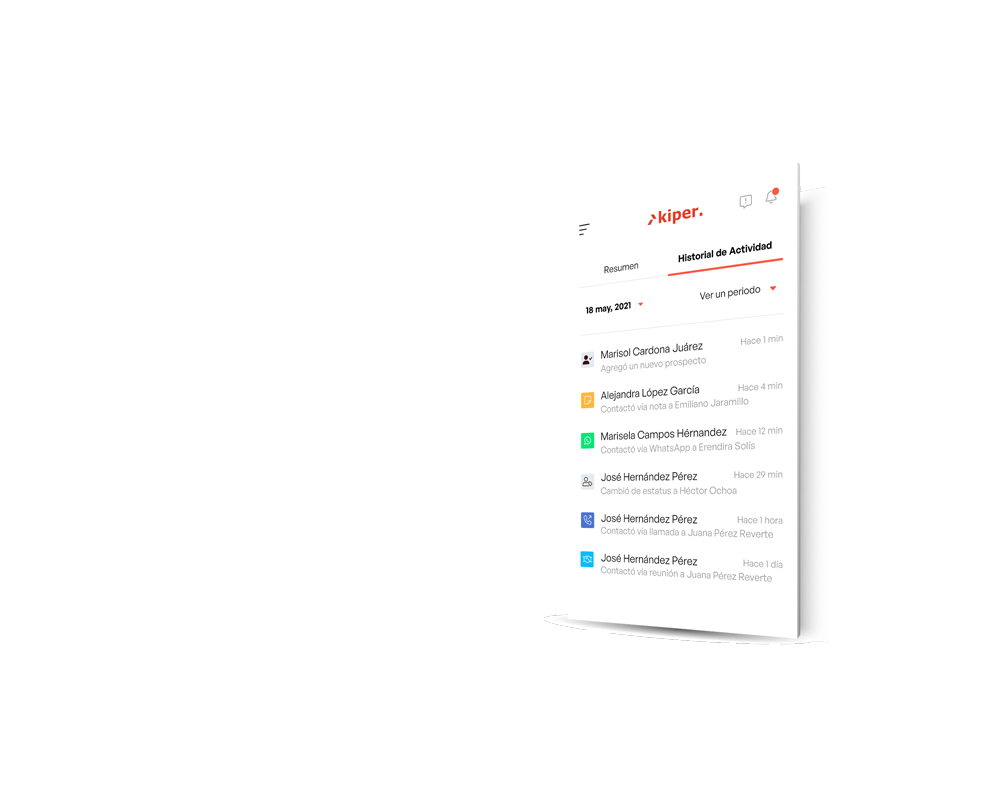 kiper.
Resumen
Historial de Actividad
18 may, 2021
Ver un periodo
Marisol Cardona Juárez
Hace 1 min
Agregó un nuevo prospecto
Alejandra López García
Hace 4 min
Contactó vía nota a Emiliano Jaramillo
Marisela Campos Hérnandez
Hace 12 min
Contactó vía WhatsApp a Erendira Solís
José Hernández Pérez
Hace 29 min
Cambió de estatus a Héctor Ochoa
José Hernández Pérez
Hace 1 hora
Contactó vía llamada a Juana Pérez Reverte
José Hernández Pérez
Hace 1 día
Contactó vía reunión a Juana Pérez Reverte